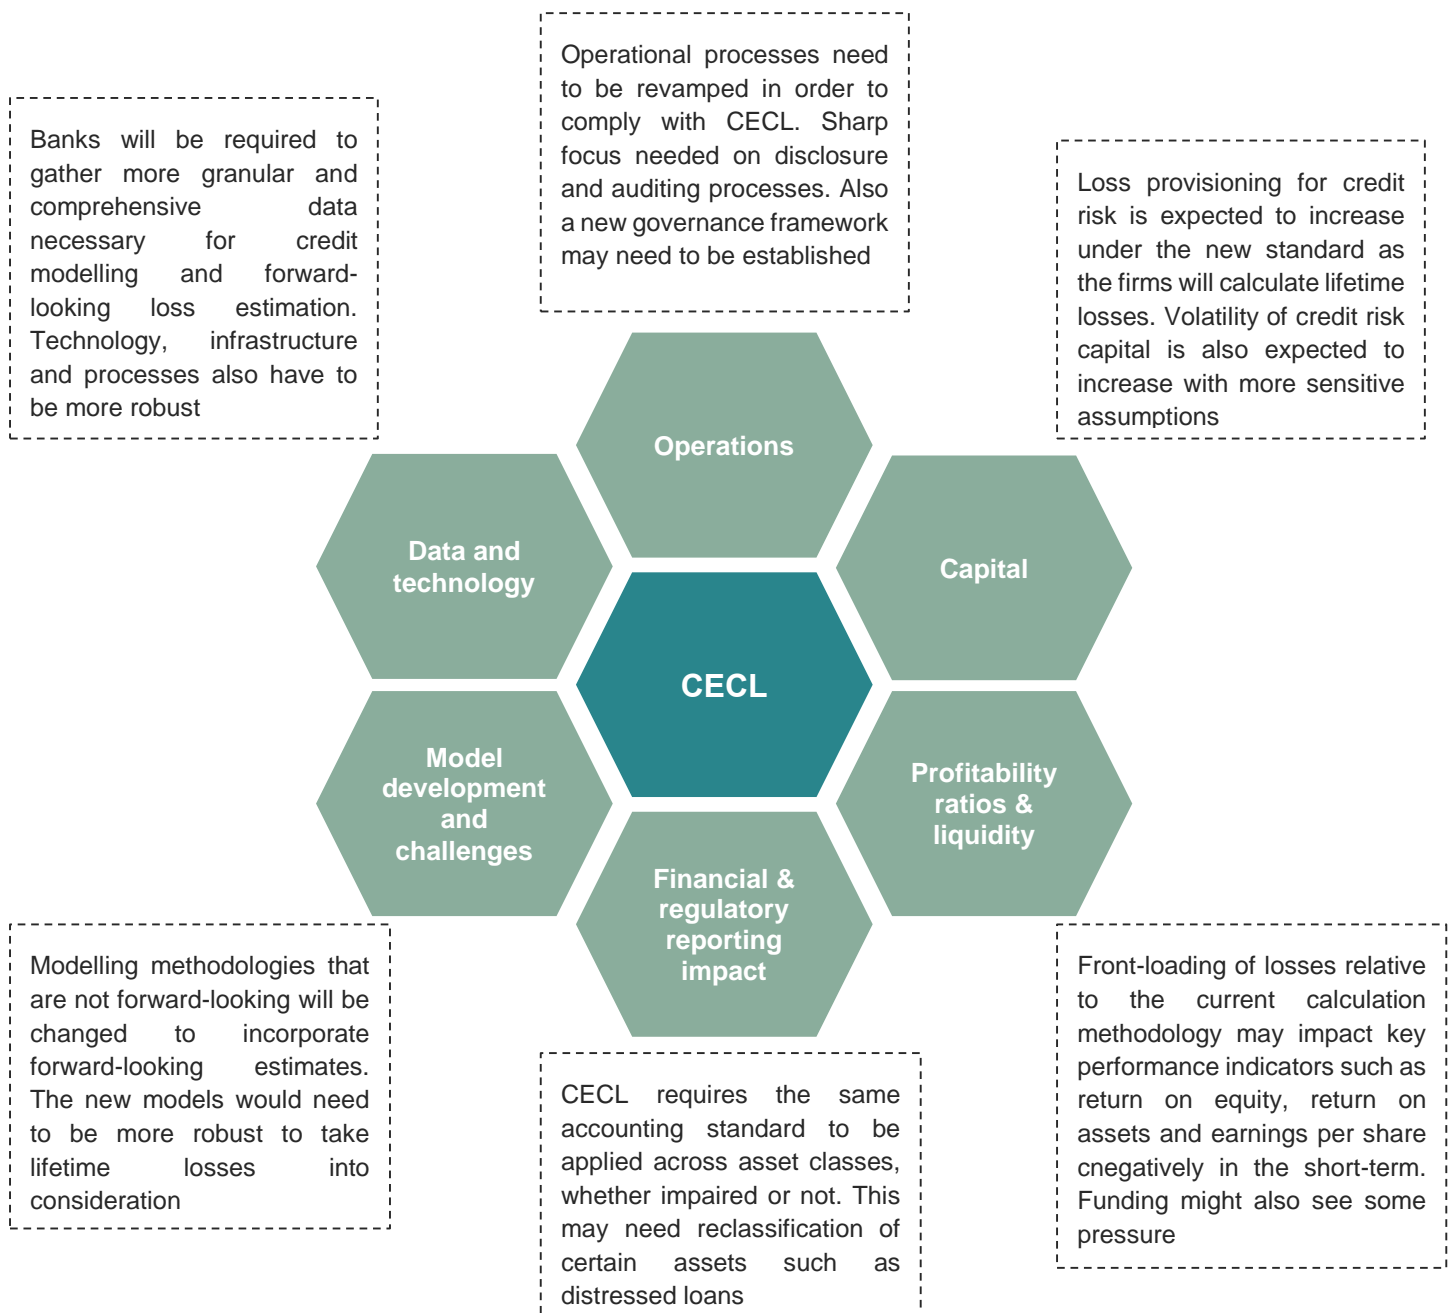 Operational processes need
to be revamped in order to
comply with CECL. Sharp
focus needed on disclosure
and auditing processes. Also
a new governance framework
may need to be established
Banks will be required to
gather more granular and
comprehensive data
necessary for credit
modelling and forward-
looking loss estimation.
Technology, infrastructure
and processes also have to
be more robust
Loss provisioning for credit
risk is expected to increase
under the new standard as
the firms will calculate lifetime
losses. Volatility of credit risk
capital is also expected to
increase with more sensitive
assumptions
Operations
Data and
technology
Capital
CECL
Model
development
and
challenges
Profitability
ratios &
liquidity
Financial &
regulatory
reporting
impact
Modelling methodologies that
are not forward-looking will be
changed to incorporate
forward-looking estimates.
The new models would need
to be more robust to take
lifetime losses into
consideration
CECL requires the same
accounting standard to be
applied across asset classes,
whether impaired or not. This
may need reclassification of
certain assets such as
distressed loans
Front-loading of losses relative
to the current calculation
methodology may impact key
performance indicators such as
return on equity, return on
assets and earnings per share
cnegatively in the short-term.
Funding might also see some
pressure